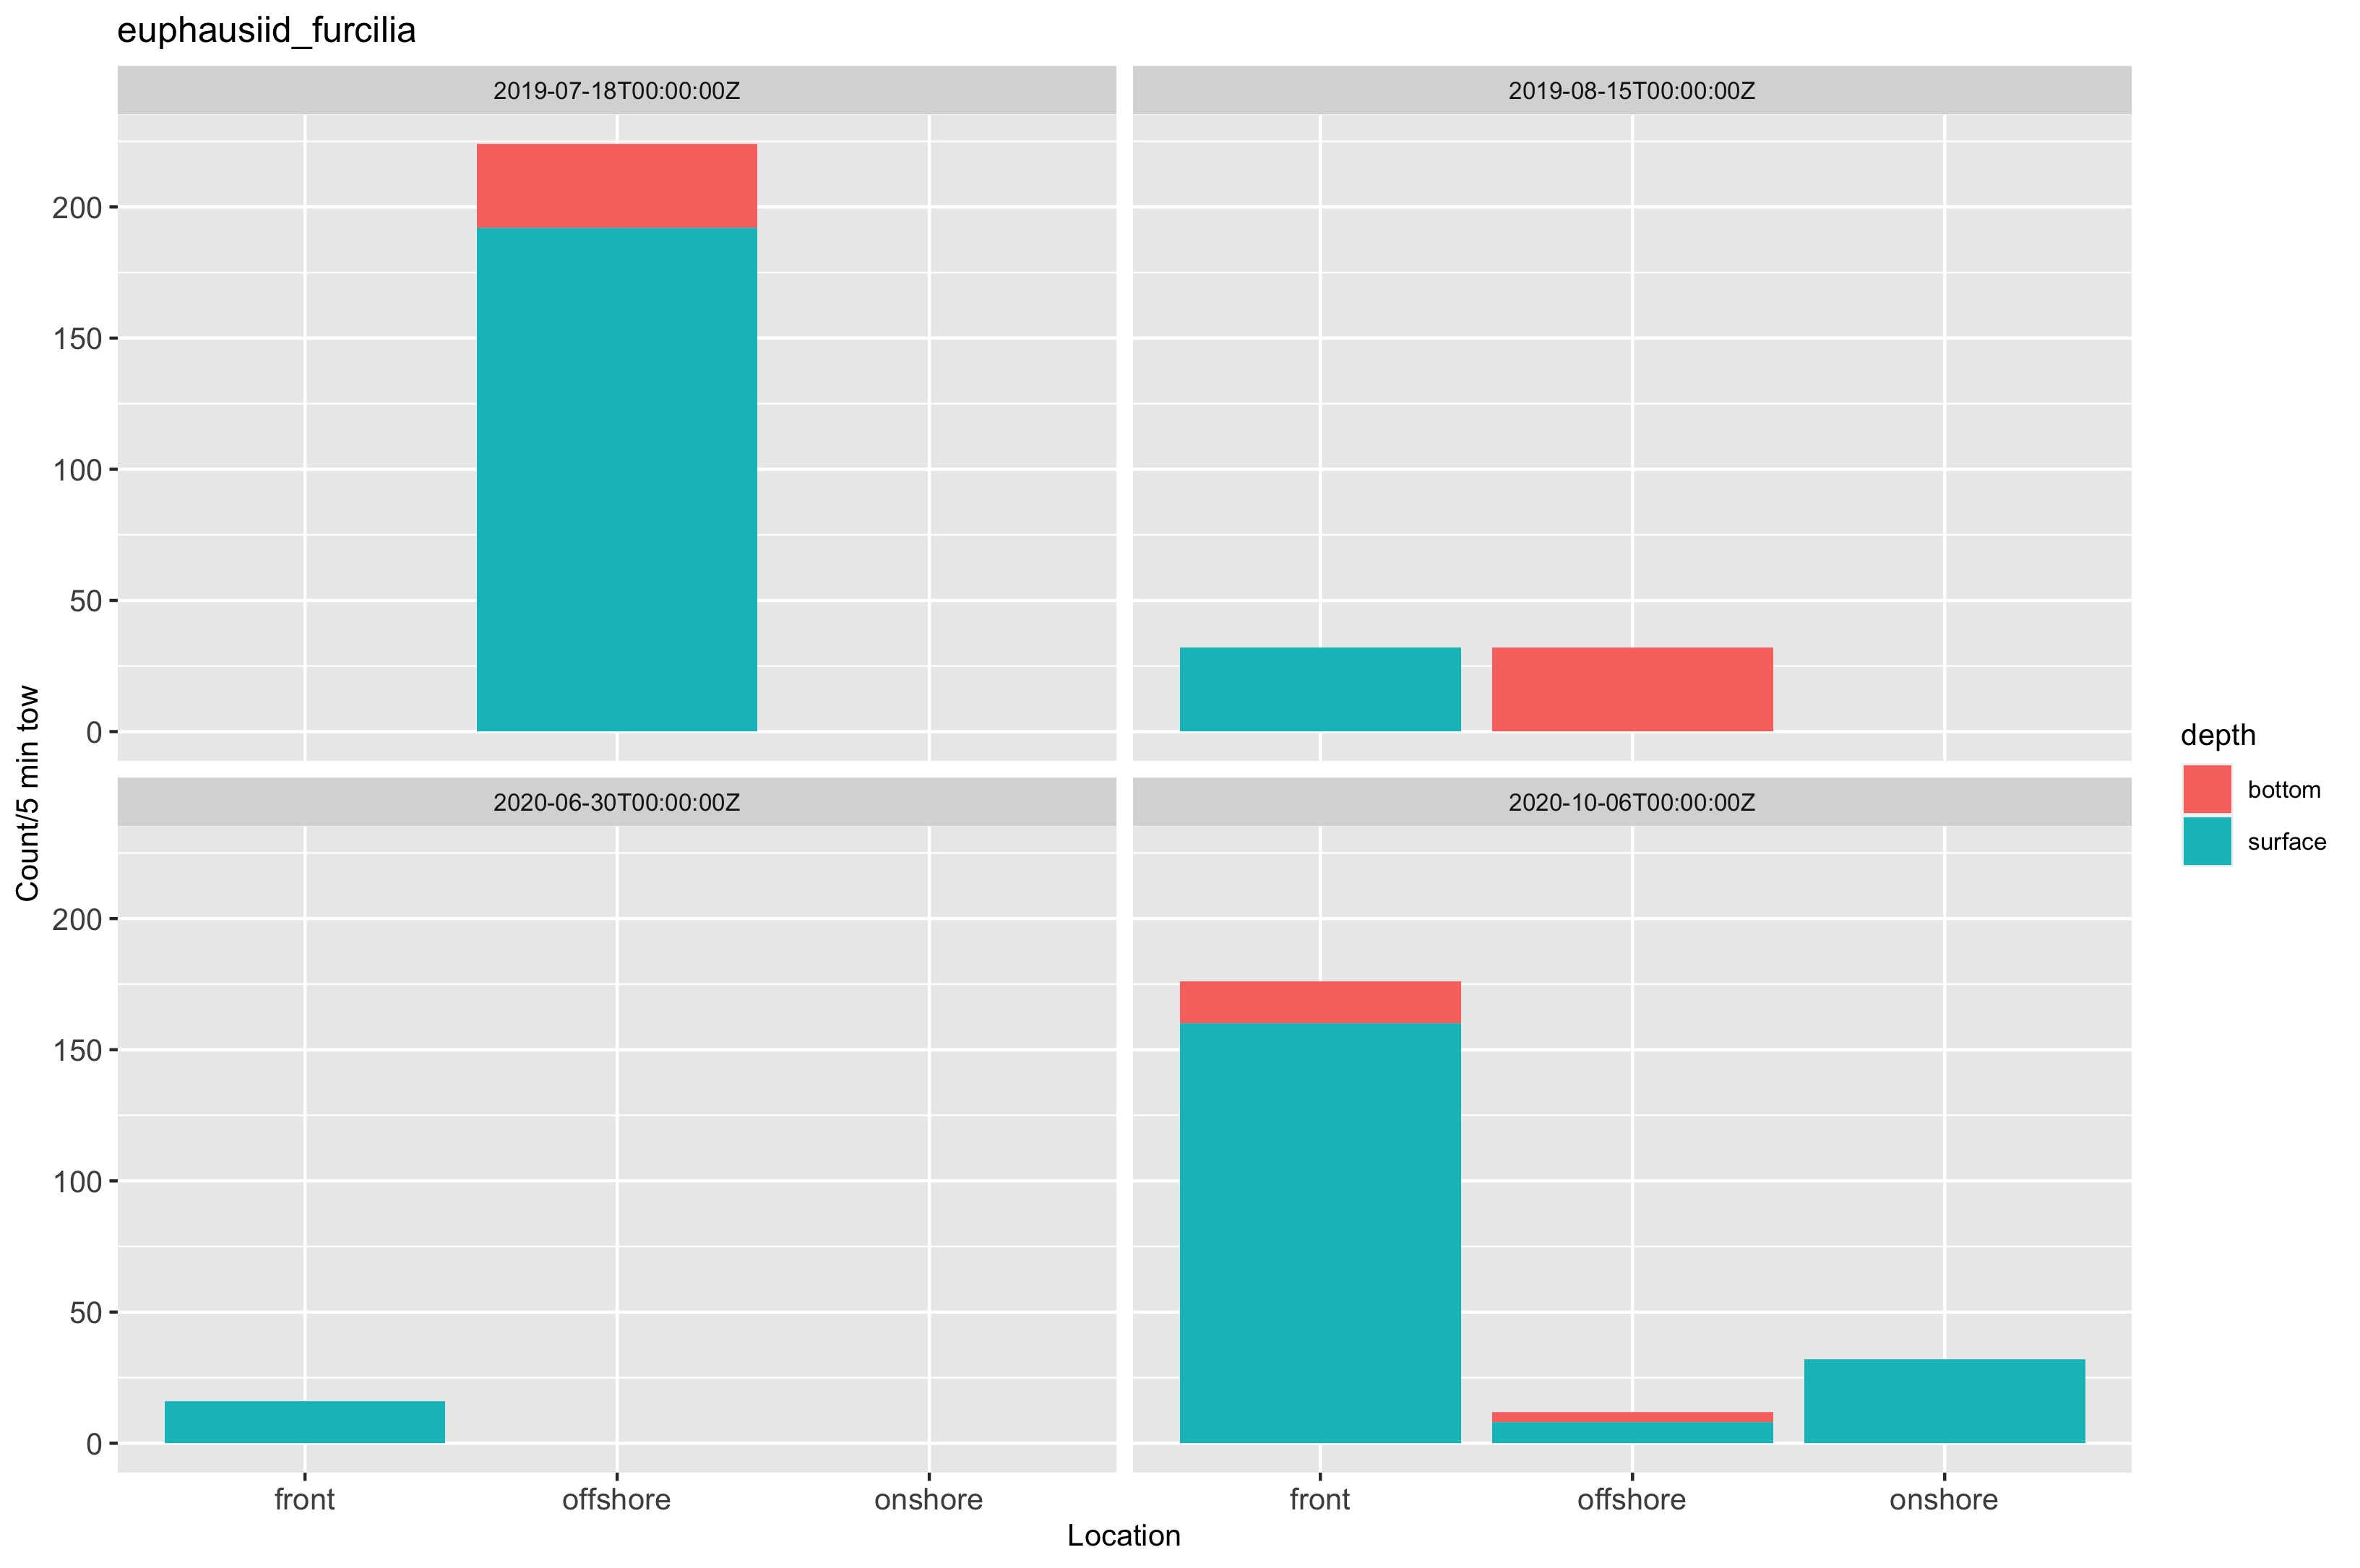 euphausiid_furcilia
2019-07-18T00:00:00Z
2019-08-15T00:00:00Z
200
150
100
50
0
2020-06-30T00:00:00Z
2020-10-06T00:00:00Z
200
150
100
50
0
front
offshore
onshore
front
offshore
onshore
Location
Count/5 min tow
depth
bottom
surface